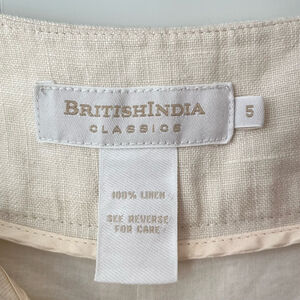 BRITISHINDIA
CLASSICS
5
100% LINEN
SEE REVERSE
FOR CARE